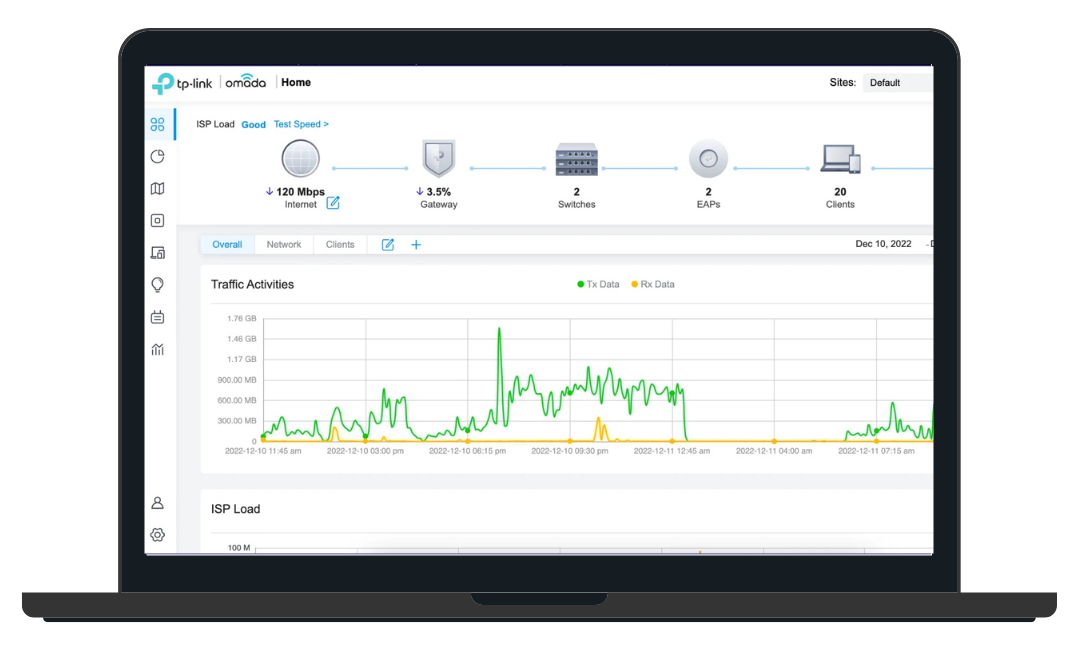 tp-link omada Home Sites: Default
ISP Load Good Test Speed >
120 Mbps 3.5% 2 2 20
Internet Gateway Switches EAPs Clients
Overall Network Clients + Dec 10, 2022
Traffic Activities Tx Data Rx Data
1.76 GB
1.46 GB
1.17 GB
900.00 MB
600.00 MB
300.00 MB
0
2022-12-10 11:45 am 2022-12-10 03:00 pm 2022-12-10 06:15 pm 2022-12-10 09:30 pm 2022-12-11 12:45 am 2022-12-11 04:00 am 2022-12-11 07:15 am
ISP Load
100 M